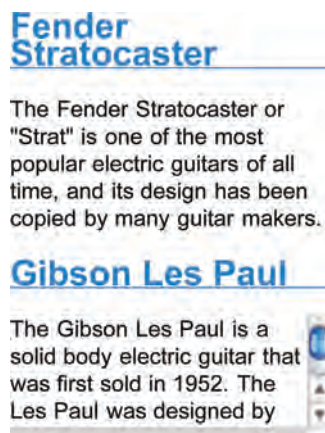 Fender
Stratocaster
The Fender Stratocaster or
"Strat" is one of the most
popular electric guitars of all
time, and its design has been
copied by many guitar makers.
Gibson Les Paul
The Gibson Les Paul is a
solid body electric guitar that
was first sold in 1952. The
Les Paul was designed by